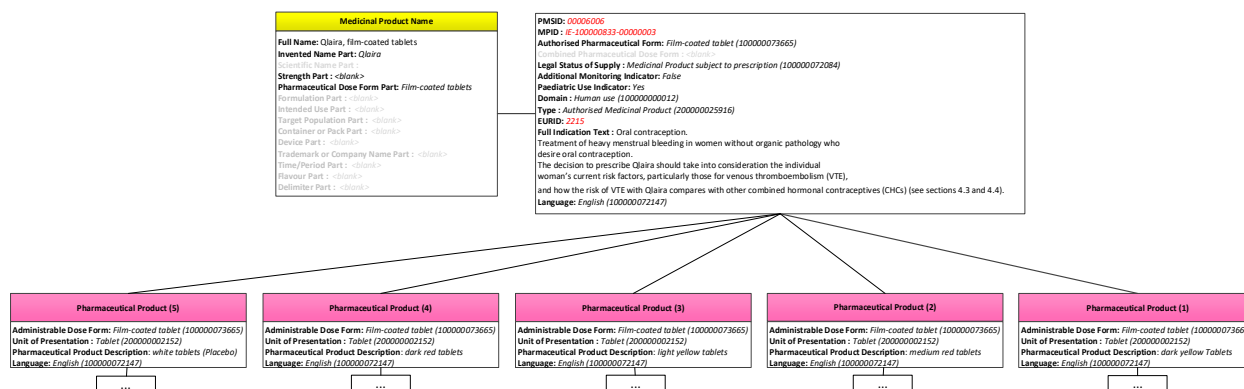 Medicinal Product Name
Full Name: Qlaira, film-coated tablets
Invented Name Part: Qlaira
Scientific Name Part :
Strength Part : <blank>
Pharmaceutical Dose Form Part: Film-coated tablets
Formulation Part : <blank>
Intended Use Part : <blank>
Target Population Part : <blank>
Container or Pack Part : <blank>
Device Part : <blank>
Trademark or Company Name Part : <blank>
Time/Period Part : <blank>
Flavour Part : <blank>
Delimiter Part : <blank>
PMSID: 00006006
MPID : IE-100000833-00000003
Authorised Pharmaceutical Form: Film-coated tablet (100000073665)
Combined Pharmaceutical Dose Form : <blank>
Legal Status of Supply : Medicinal Product subject to prescription (100000072084)
Additional Monitoring Indicator: False
Paediatric Use Indicator: Yes
Domain : Human use (100000000012)
Type : Authorised Medicinal Product (200000025916)
EURID: 2215
Full Indication Text : Oral contraception.
Treatment of heavy menstrual bleeding in women without organic pathology who
desire oral contraception.
The decision to prescribe Qlaira should take into consideration the individual
woman's current risk factors, particularly those for venous thromboembolism (VTE),
and how the risk of VTE with Qlaira compares with other combined hormonal contraceptives (CHCs) (see sections 4.3 and 4.4).
Language: English (100000072147)
Pharmaceutical Product (5)
Administrable Dose Form: Film-coated tablet (100000073665)
Unit of Presentation : Tablet (200000002152)
Pharmaceutical Product Description: white tablets (Placebo)
Language: English (100000072147)
...
Pharmaceutical Product (4)
Administrable Dose Form: Film-coated tablet (100000073665)
Unit of Presentation : Tablet (200000002152)
Pharmaceutical Product Description: dark red tablets
Language: English (100000072147)
...
Pharmaceutical Product (3)
Administrable Dose Form: Film-coated tablet (100000073665)
Unit of Presentation : Tablet (200000002152)
Pharmaceutical Product Description: light yellow tablets
Language: English (100000072147)
...
Pharmaceutical Product (2)
Administrable Dose Form: Film-coated tablet (100000073665)
Unit of Presentation : Tablet (200000002152)
Pharmaceutical Product Description: medium red tablets
Language: English (100000072147)
...
Pharmaceutical Product (1)
Administrable Dose Form: Film-coated tablet (10000007366
Unit of Presentation : Tablet (200000002152)
Pharmaceutical Product Description: dark yellow Tablets
Language: English (100000072147)
...